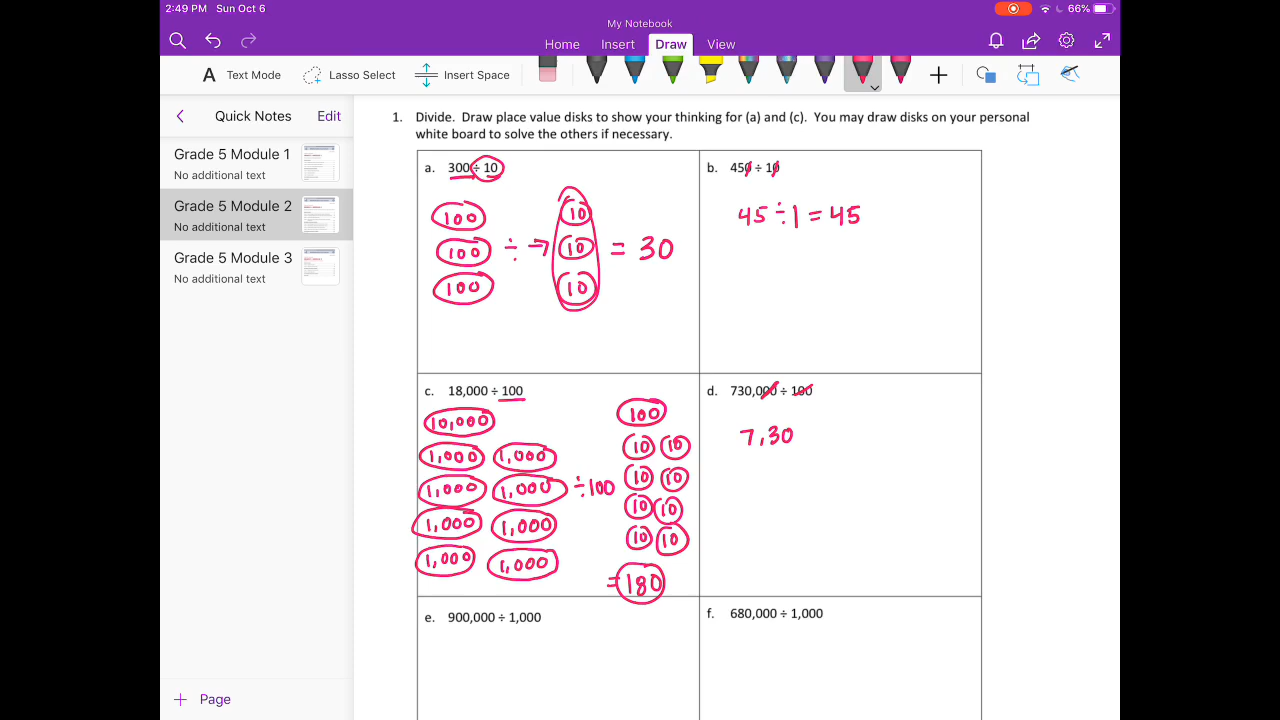 2:49 PM Sun Oct 6
66%
My Notebook
Home Insert Draw View
A Text Mode Lasso Select Insert Space
Quick Notes Edit
Grade 5 Module 1
No additional text
Grade 5 Module 2
No additional text
Grade 5 Module 3
No additional text
+ Page
1. Divide. Draw place value disks to show your thinking for (a) and (c). You may draw disks on your personal
white board to solve the others if necessary.
a. 300 ÷ 10
100
100
100
÷ →
10
10
10
= 30
b. 450 ÷ 10
45 ÷ 1 = 45
c. 18,000 ÷ 100
10,000
1,000 1,000
1,000 1,000
1,000 1,000
1,000 1,000
÷100
100
10 10
10 10
10 10
10 10
= 180
d. 730,000 ÷ 100
7,30
e. 900,000 ÷ 1,000
f. 680,000 ÷ 1,000